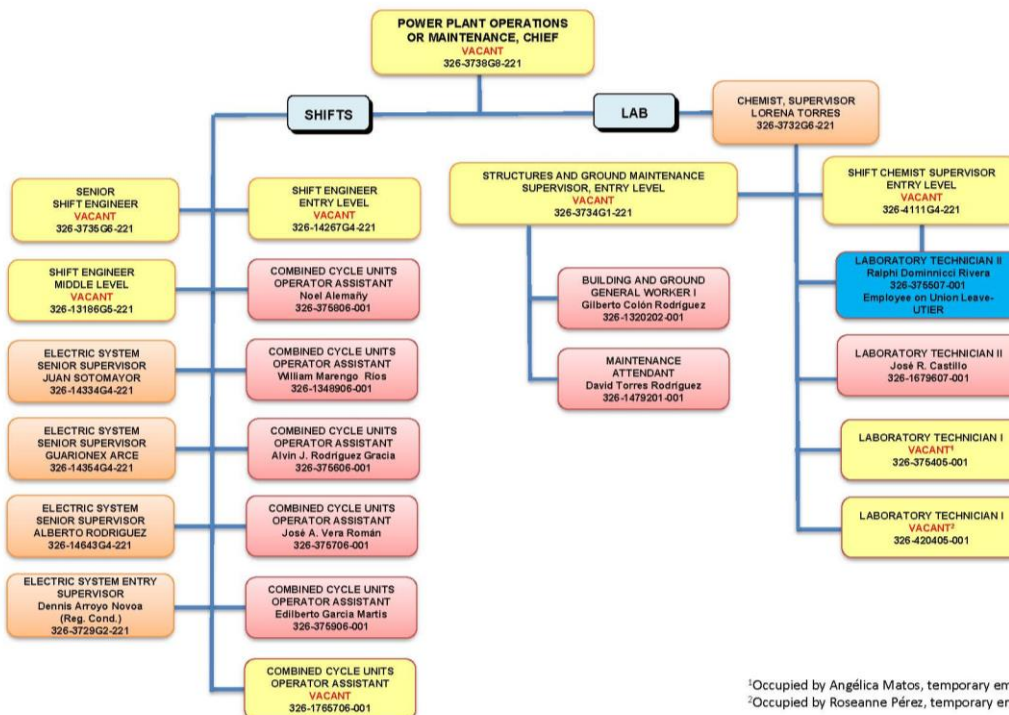 POWER PLANT OPERATIONS
OR MAINTENANCE, CHIEF
VACANT
326-3738G8-221
SHIFTS
LAB
CHEMIST, SUPERVISOR
LORENA TORRES
326-3732G6-221
SENIOR
SHIFT ENGINEER
VACANT
326-3735G6-221
SHIFT ENGINEER
ENTRY LEVEL
VACANT
326-14267G4-221
SHIFT ENGINEER
MIDDLE LEVEL
VACANT
326-13186G5-221
COMBINED CYCLE UNITS
OPERATOR ASSISTANT
Noel Alemañy
326-375806-001
ELECTRIC SYSTEM
SENIOR SUPERVISOR
JUAN SOTOMAYOR
326-14334G4-221
COMBINED CYCLE UNITS
OPERATOR ASSISTANT
Wiliam Marengo Rios
326-1348906-001
ELECTRIC SYSTEM
SENIOR SUPERVISOR
GUARIONEX ARCE
326-14354G4-221
COMBINED CYCLE UNITS
OPERATOR ASSISTANT
Alvin J. Rodríguez Gracia
326-375606-001
ELECTRIC SYSTEM
SENIOR SUPERVISOR
ALBERTO RODRIGUEZ
326-14643G4-221
COMBINED CYCLE UNITS
OPERATOR ASSISTANT
José A. Vera Román
326-375706-001
ELECTRIC SYSTEM ENTRY
SUPERVISOR
Dennis Arroyo Novoa
(Reg. Cond.)
326-3729G2-221
COMBINED CYCLE UNITS
OPERATOR ASSISTANT
Edilberto Garcia Martis
326-375906-001
COMBINED CYCLE UNITS
OPERATOR ASSISTANT
VACANT
326-1765706-001
STRUCTURES AND GROUND MAINTENANCE
SUPERVISOR, ENTRY LEVEL
VACANT
326-3734G1-221
BUILDING AND GROUND
GENERAL WORKER I
Gilberto Colón Rodríguez
326-1320202-001
MAINTENANCE
ATTENDANT
David Torres Rodríguez
326-1479201-001
SHIFT CHEMIST SUPERVISOR
ENTRY LEVEL
VACANT
326-4111G4-221
LABORATORY TECHNICIAN II
Ralphi Dominnicci Rivera
326-375507-001
Employee on Union Leave-
UTIER
LABORATORY TECHNICIAN II
José R. Castillo
326-1679607-001
LABORATORY TECHNICIAN I
VACANT¹
326-375405-001
LABORATORY TECHNICIAN I
VACANT²
326-420405-001
¹Occupied by Angélica Matos, temporary em
²Occupied by Roseanne Pérez, temporary en